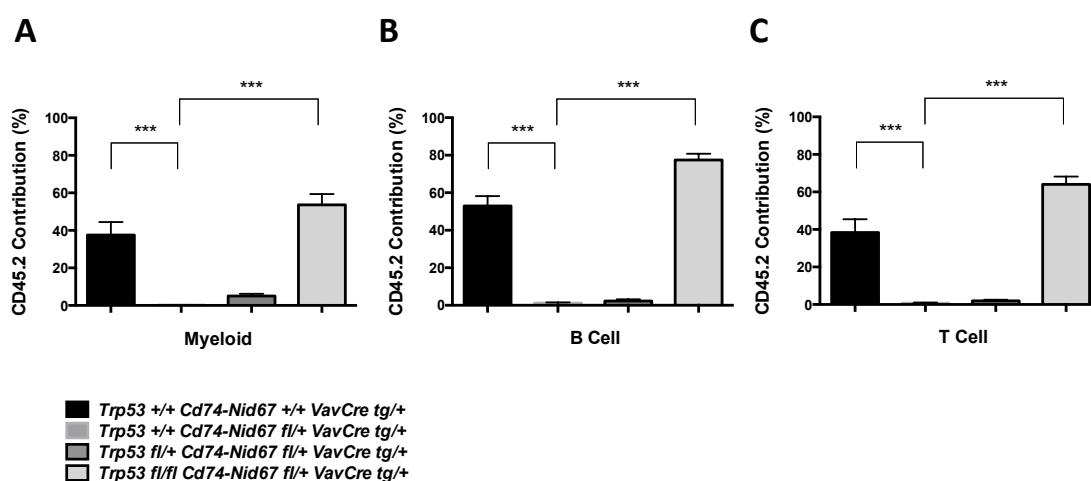 A
B
C
***
***
***
***
***
***
CD45.2 Contribution (%)
100
80
60
40
20
0
Myeloid
CD45.2 Contribution (%)
100
80
60
40
20
0
B Cell
CD45.2 Contribution (%)
100
80
60
40
20
0
T Cell
Trp53 +/+ Cd74-Nid67 +/+ VavCre tg/+
Trp53 +/+ Cd74-Nid67 fl/+ VavCre tg/+
Trp53 fl/+ Cd74-Nid67 fl/+ VavCre tg/+
Trp53 fl/fl Cd74-Nid67 fl/+ VavCre tg/+